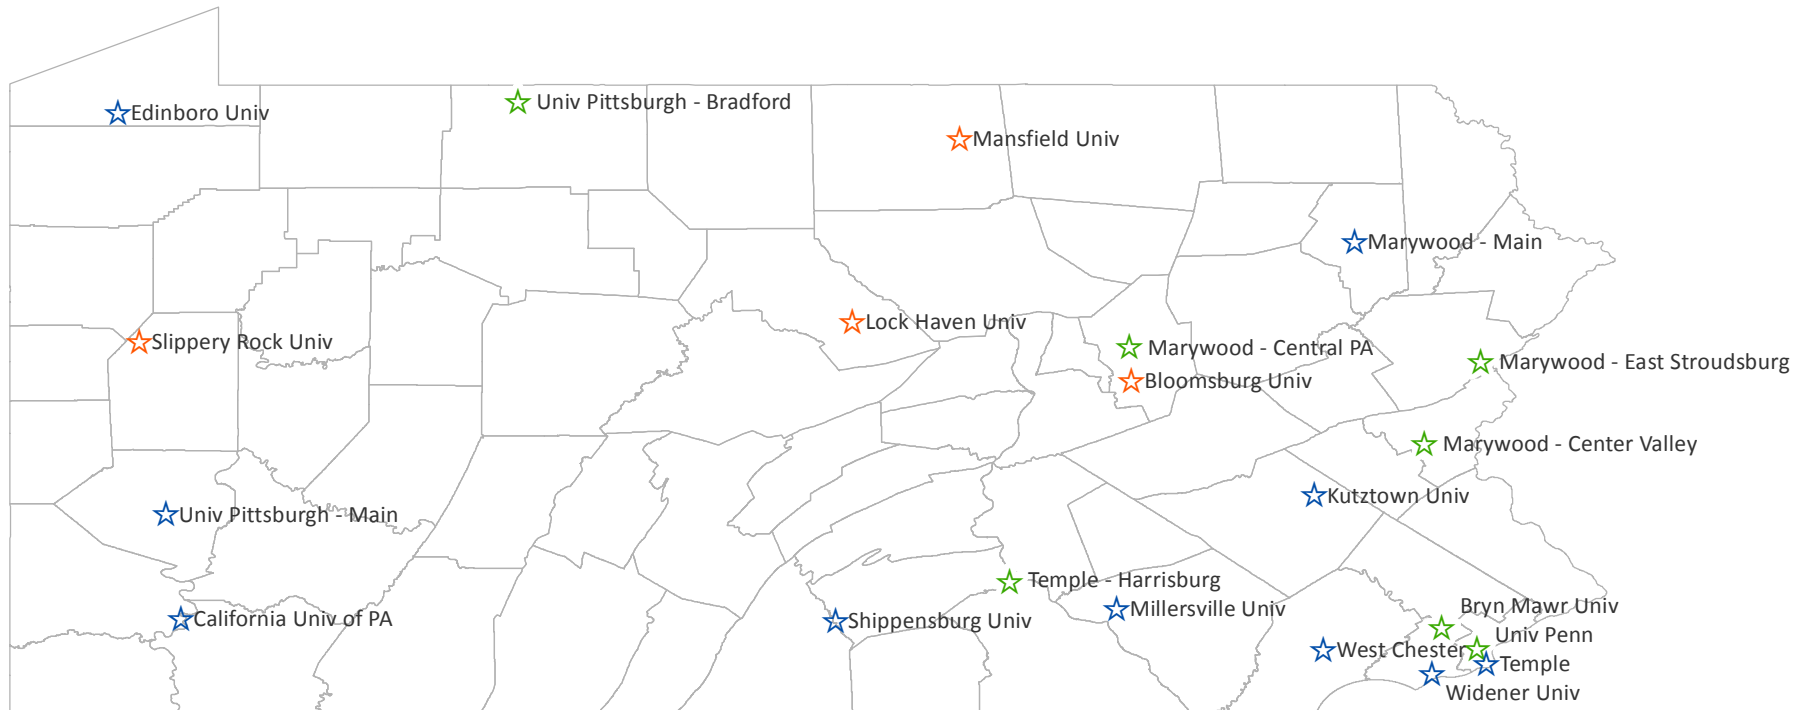 Univ Pittsburgh - Bradford
Edinboro Univ
Mansfield Univ
Marywood - Main
Lock Haven Univ
Slippery Rock Univ
Marywood - Central PA
Marywood - East Stroudsburg
Bloomsburg Univ
Marywood - Center Valley
Kutztown Univ
Univ Pittsburgh - Main
Temple - Harrisburg
Bryn Mawr Univ
Millersville Univ
California Univ of PA
Shippensburg Univ
Univ Penn
West Chester
Temple
Widener Univ